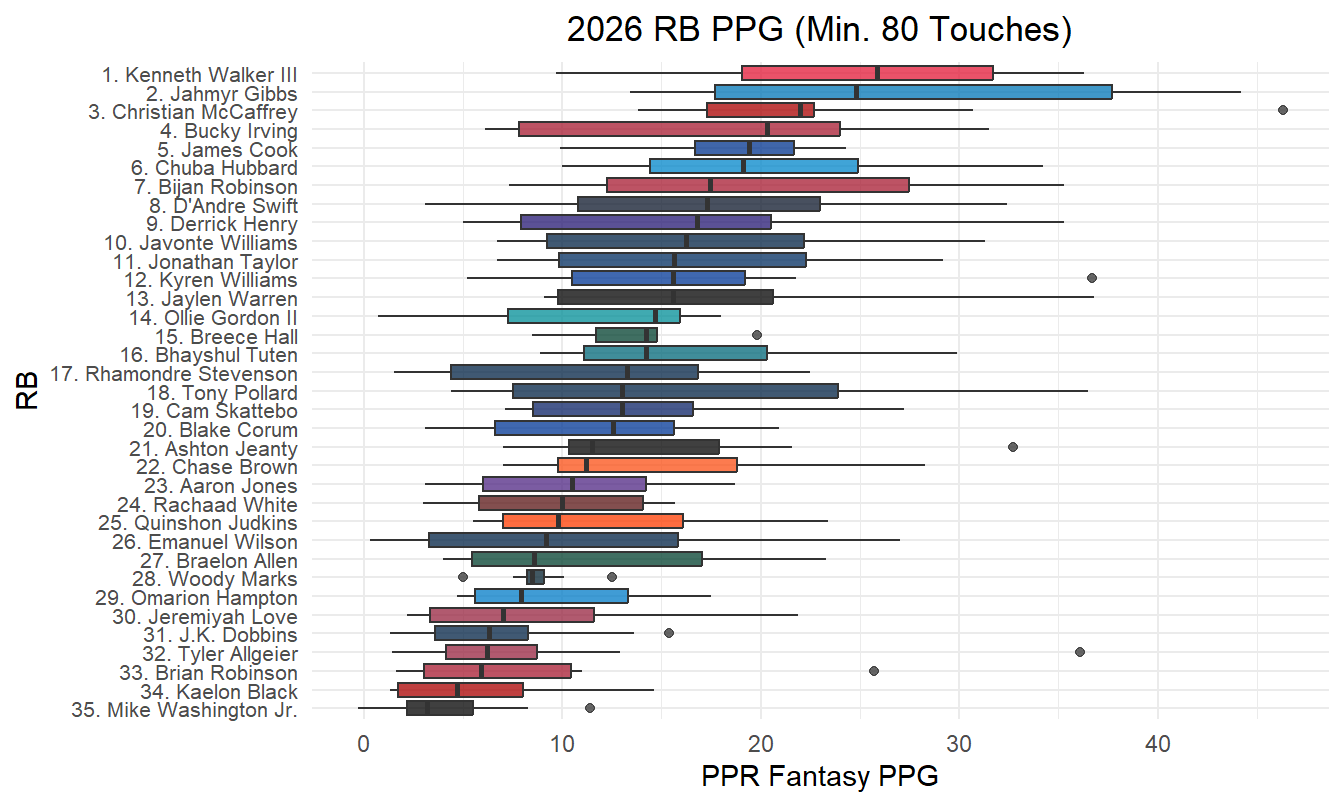 2026 RB PPG (Min. 80 Touches)
1. Kenneth Walker III
2. Jahmyr Gibbs
3. Christian McCaffrey
4. Bucky Irving
5. James Cook
6. Chuba Hubbard
7. Bijan Robinson
8. D'Andre Swift
9. Derrick Henry
10. Javonte Williams
11. Jonathan Taylor
12. Kyren Williams
13. Jaylen Warren
14. Ollie Gordon II
15. Breece Hall
16. Bhayshul Tuten
17. Rhamondre Stevenson
18. Tony Pollard
19. Cam Skattebo
20. Blake Corum
21. Ashton Jeanty
22. Chase Brown
23. Aaron Jones
24. Rachaad White
25. Quinshon Judkins
26. Emanuel Wilson
27. Braelon Allen
28. Woody Marks
29. Omarion Hampton
30. Jeremiyah Love
31. J.K. Dobbins
32. Tyler Allgeier
33. Brian Robinson
34. Kaelon Black
35. Mike Washington Jr.
RB
0 10 20 30 40
PPR Fantasy PPG